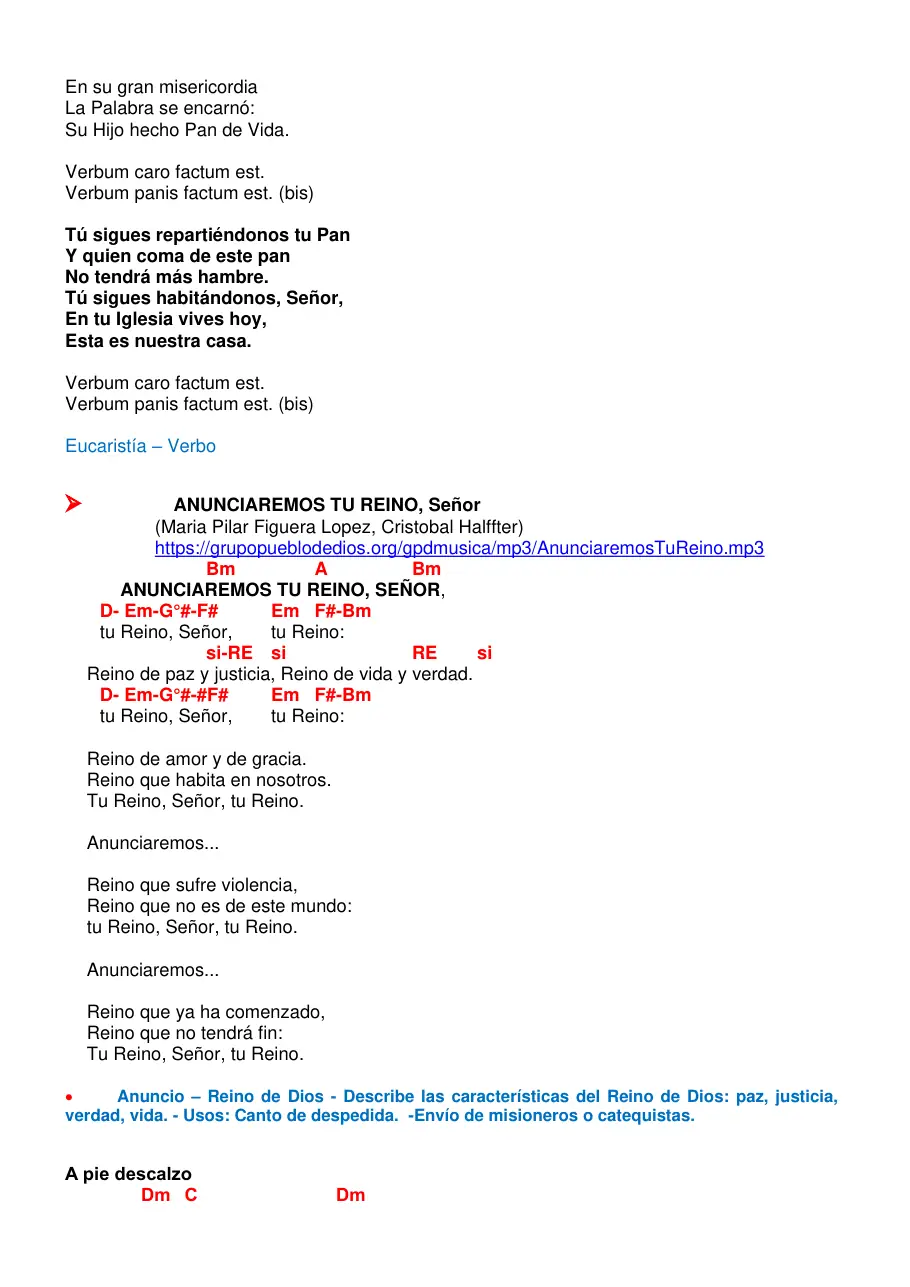 En su gran misericordia
La Palabra se encarnó:
Su Hijo hecho Pan de Vida.
Verbum caro factum est.
Verbum panis factum est. (bis)
Tú sigues repartiéndonos tu Pan
Y quien coma de este pan
No tendrá más hambre.
Tú sigues habitándonos, Señor,
En tu Iglesia vives hoy,
Esta es nuestra casa.
Verbum caro factum est.
Verbum panis factum est. (bis)
Eucaristía – Verbo
➢ ANUNCIAREMOS TU REINO, Señor
(Maria Pilar Figuera Lopez, Cristobal Halffter)
https://grupopueblodedios.org/gpdmusica/mp3/AnunciaremosTuReino.mp3
Bm A Bm
ANUNCIAREMOS TU REINO, SEÑOR,
D- Em-G°#-F# Em F#-Bm
tu Reino, Señor, tu Reino:
si-RE si RE si
Reino de paz y justicia, Reino de vida y verdad.
D- Em-G°#-#F# Em F#-Bm
tu Reino, Señor, tu Reino:
Reino de amor y de gracia.
Reino que habita en nosotros.
Tu Reino, Señor, tu Reino.
Anunciaremos...
Reino que sufre violencia,
Reino que no es de este mundo:
tu Reino, Señor, tu Reino.
Anunciaremos...
Reino que ya ha comenzado,
Reino que no tendrá fin:
Tu Reino, Señor, tu Reino.
• Anuncio – Reino de Dios - Describe las características del Reino de Dios: paz, justicia,
verdad, vida. - Usos: Canto de despedida. -Envío de misioneros o catequistas.
A pie descalzo
Dm C Dm